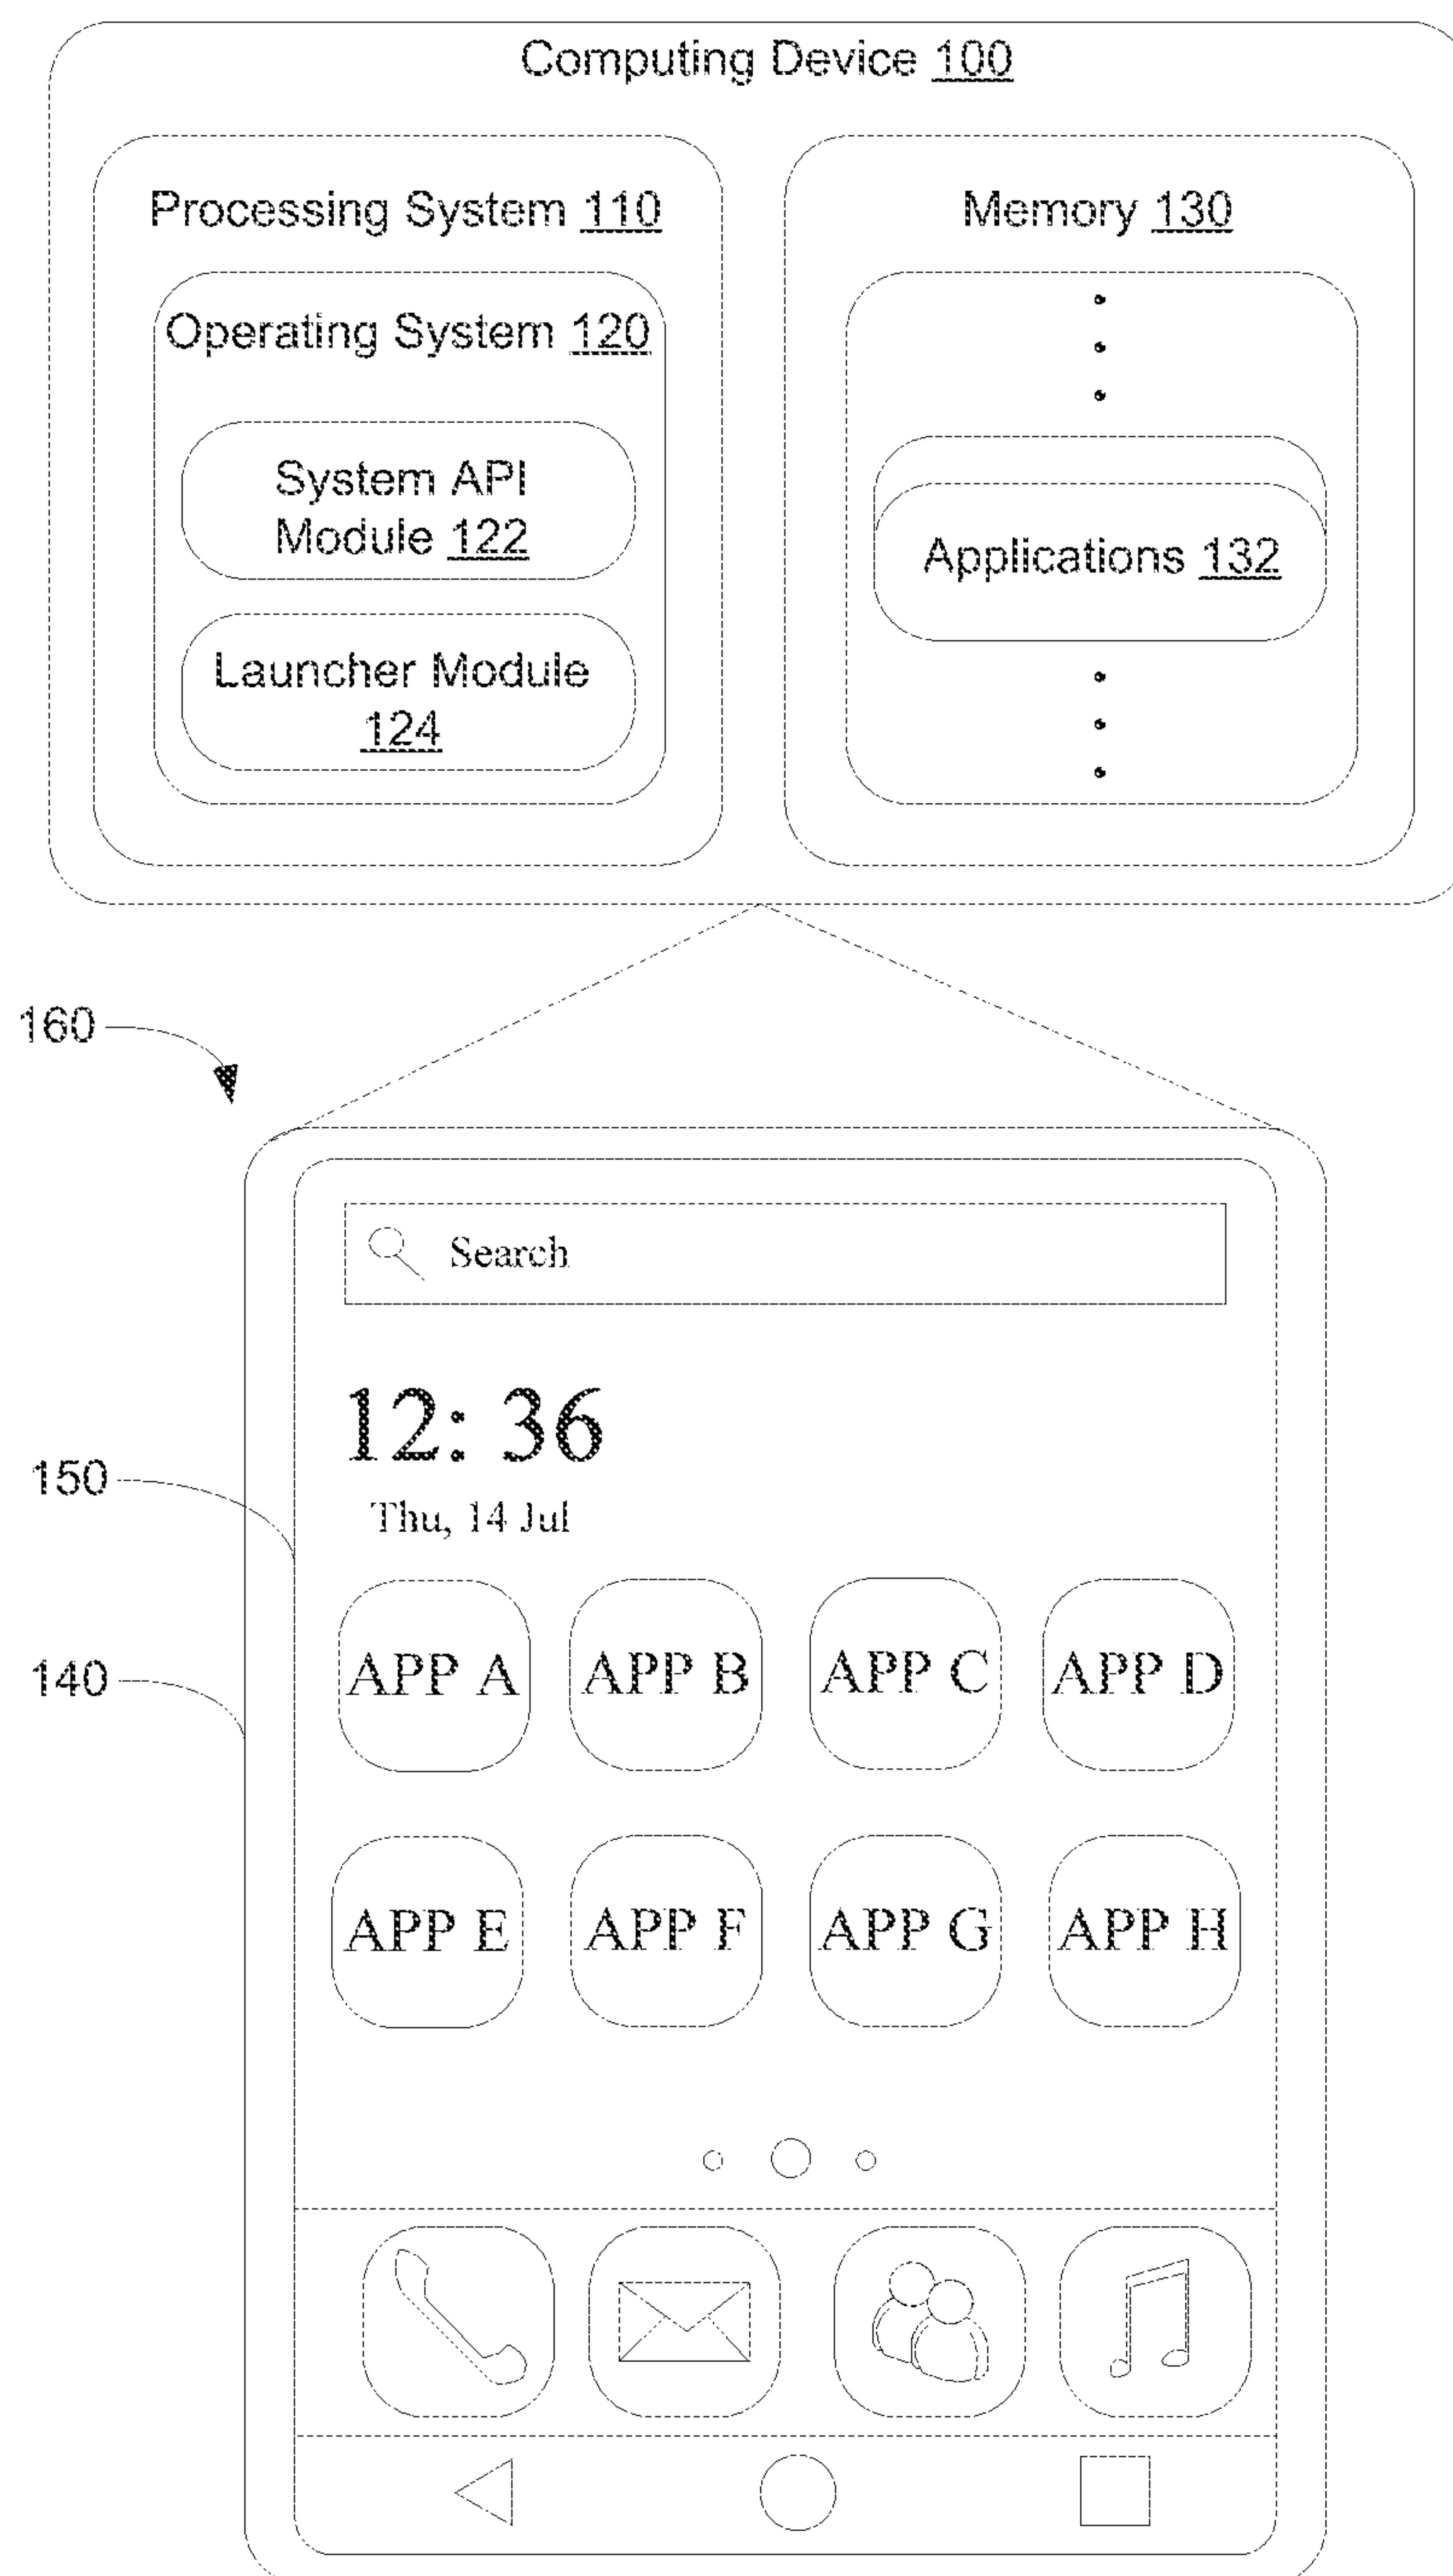 Computing Device 100
Processing System 110
Memory 130
Operating System 120
System API
Module 122
Applications 132
Launcher Module
124
160
Search
12: 36
150
Thu, 14 Jul
140
APP A
APP B
APP C
APP D
APP E
APP F
APP G
APP H